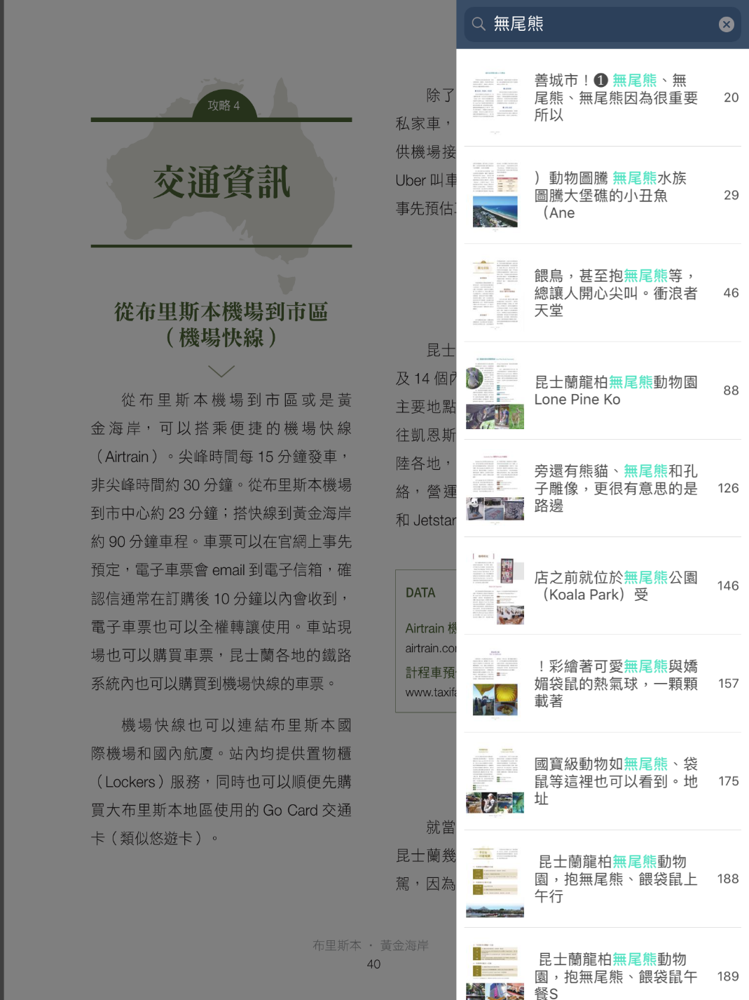 攻略 4
交通資訊
從布里斯本機場到市區
（機場快線）
從布里斯本機場到市區或是黃
金海岸，可以搭乘便捷的機場快線
（Airtrain）。尖峰時間每 15 分鐘發車，
非尖峰時間約 30 分鐘。從布里斯本機場
到市中心約 23 分鐘；搭快線到黃金海岸
約 90 分鐘車程。車票可以在官網上事先
預定，電子車票會 email 到電子信箱，確
認信通常在訂購後 10 分鐘以內會收到，
電子車票也可以全權轉讓使用。車站現
場也可以購買車票，昆士蘭各地的鐵路
系統內也可以購買到機場快線的車票。
機場快線也可以連結布里斯本國
際機場和國內航廈。站內均提供置物櫃
（Lockers）服務，同時也可以順便先購
買大布里斯本地區使用的 Go Card 交通
卡（類似悠遊卡）。
除了
私家車，
供機場接
Uber 叫車
事先預估
昆士
及 14 個內
主要地點
往凱恩斯
陸各地，
絡，營運
和 Jetstar
DATA
Airtrain 機
airtrain.co
計程車預
www.taxifa
就當
昆士蘭幾
駕，因為
布里斯本 ・ 黃金海岸
40
無尾熊
善城市！❶ 無尾熊、無
尾熊、無尾熊因為很重要
所以
20
）動物圖騰 無尾熊水族
圖騰大堡礁的小丑魚
（Ane
29
餵鳥，甚至抱無尾熊等，
總讓人開心尖叫。衝浪者
天堂
46
昆士蘭龍柏無尾熊動物園
Lone Pine Ko
88
旁還有熊貓、無尾熊和孔
子雕像，更很有意思的是
路邊
126
店之前就位於無尾熊公園
（Koala Park）受
146
！彩繪著可愛無尾熊與嬌
媚袋鼠的熱氣球，一顆顆
載著
157
國寶級動物如無尾熊、袋
鼠等這裡也可以看到。地
址
175
昆士蘭龍柏無尾熊動物
園，抱無尾熊、餵袋鼠上
午行
188
昆士蘭龍柏無尾熊動物
園，抱無尾熊、餵袋鼠午
餐S
189